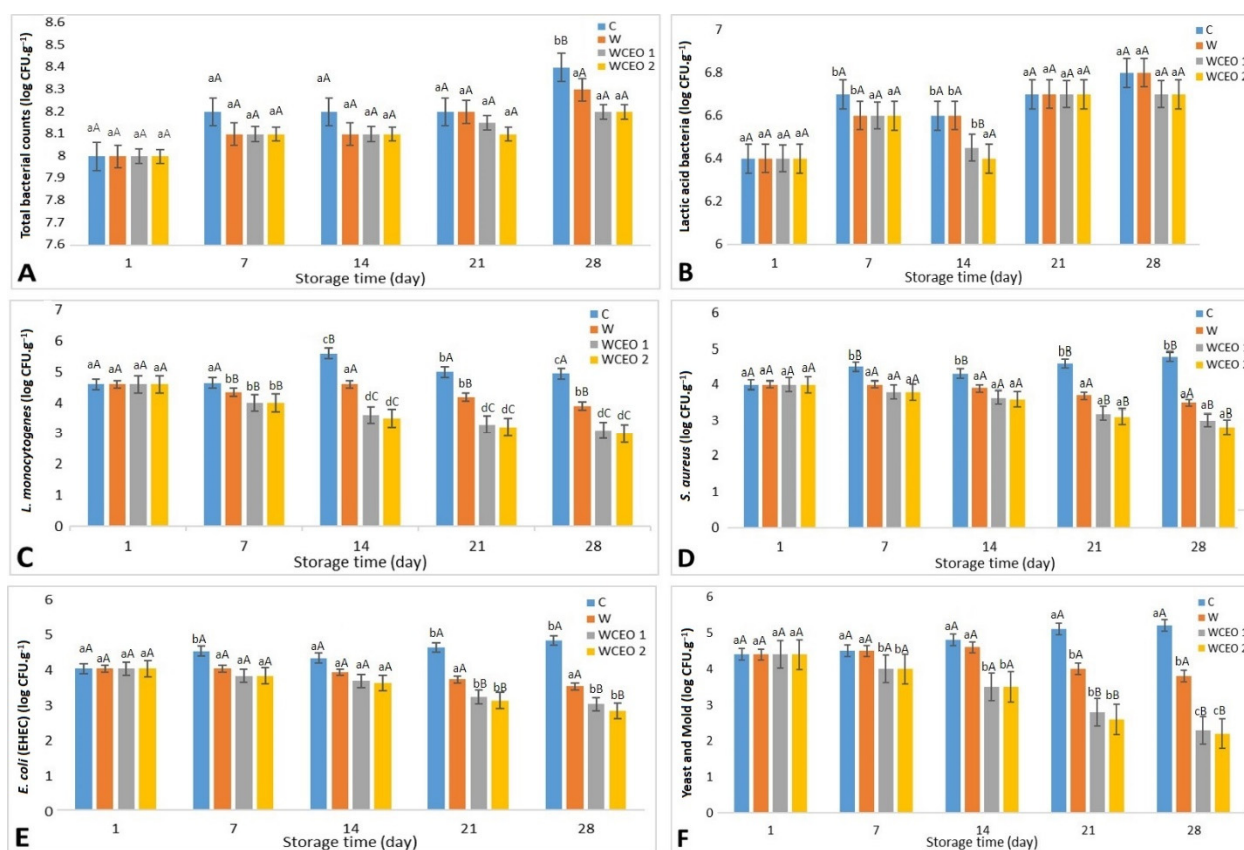 Total bacterial counts (log CFU.g⁻¹)
8.6
8.5
8.4
8.3
8.2
8.1
8
7.9
7.8
7.7
7.6
aA aA aA aA
aA aA aA aA
aA aA aA aA
aA aA aA aA
bB aA aA aA
C
W
WCEO 1
WCEO 2
1 7 14 21 28
Storage time (day)
A
Lactic acid bacteria (log CFU.g⁻¹)
7
6.8
6.6
6.4
6.2
6
aA aA aA aA
bA bA aA aA
bA bA bB aA
aA aA aA aA
aA aA aA aA
C
W
WCEO 1
WCEO 2
1 7 14 21 28
Storage time (day)
B
L. monocytogenes (log CFU.g⁻¹)
7
6
5
4
3
2
1
0
aA aA aA aA
aA bB bB bB
cB aA dC dC
bA bB dC dC
cA bB dC dC
C
W
WCEO 1
WCEO 2
1 7 14 21 28
Storage time (day)
C
S. aureus (log CFU.g⁻¹)
6
5
4
3
2
1
0
aA aA aA aA
bB aA aA aA
bB aA aA aA
bB aA aB aB
bB aA aB aB
C
W
WCEO 1
WCEO 2
1 7 14 21 28
Storage time (day)
D
E. coli (EHEC) (log CFU.g⁻¹)
6
5
4
3
2
1
0
aA aA aA aA
bA aA aA aA
aA aA aA aA
bA aA bB bB
bA aA bB bB
C
W
WCEO 1
WCEO 2
1 7 14 21 28
Storage time (day)
E
Yeast and Mold (log CFU.g⁻¹)
6
5
4
3
2
1
0
aA aA aA aA
aA aA bA bA
aA aA bB bB
aA bA bB bB
aA bB cB cB
C
W
WCEO 1
WCEO 2
1 7 14 21 28
Storage time (day)
F